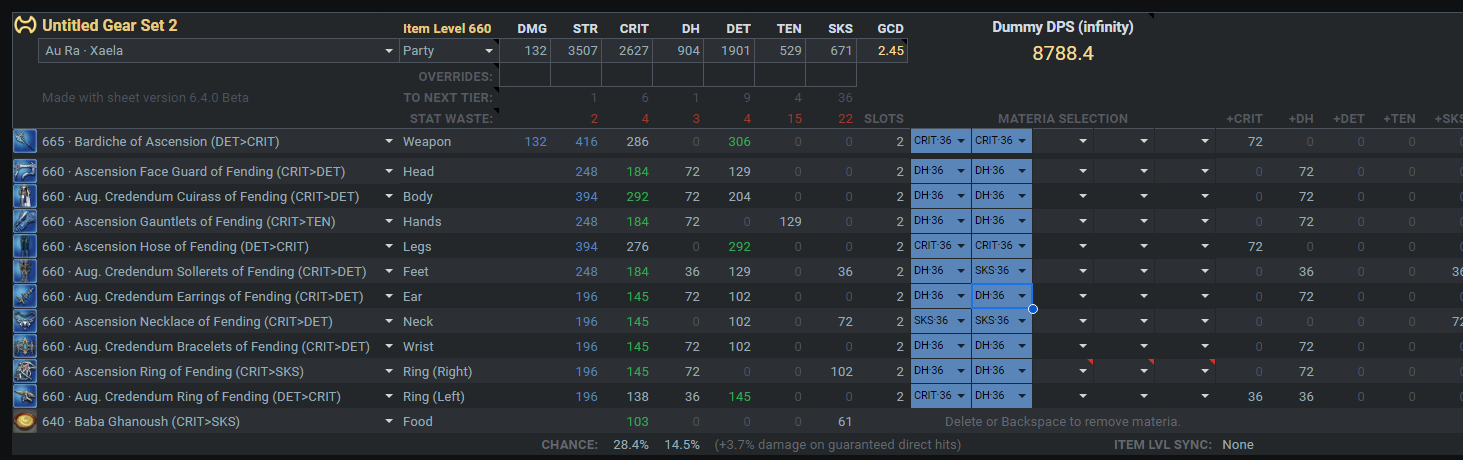 Untitled Gear Set 2 Item Level 660 DMG STR CRIT DH DET TEN SKS GCD Dummy DPS (infinity)
Au Ra · Xaela Party 132 3507 2627 904 1901 529 671 2.45 8788.4
OVERRIDES:
Made with sheet version 6.4.0 Beta TO NEXT TIER: 1 6 1 9 4 36
STAT WASTE: 2 4 3 4 15 22 SLOTS MATERIA SELECTION +CRIT +DH +DET +TEN +SKS
665 · Bardiche of Ascension (DET>CRIT) Weapon 132 416 286 0 306 0 0 2 CRIT·36 CRIT·36 72 0 0 0 0
660 · Ascension Face Guard of Fending (CRIT>DET) Head 248 184 72 129 0 0 2 DH·36 DH·36 0 72 0 0 0
660 · Aug. Credendum Cuirass of Fending (CRIT>DET) Body 394 292 72 204 0 0 2 DH·36 DH·36 0 72 0 0 0
660 · Ascension Gauntlets of Fending (CRIT>TEN) Hands 248 184 72 0 129 0 2 DH·36 DH·36 0 72 0 0 0
660 · Ascension Hose of Fending (DET>CRIT) Legs 394 276 0 292 0 0 2 CRIT·36 CRIT·36 72 0 0 0 0
660 · Aug. Credendum Sollerets of Fending (CRIT>DET) Feet 248 184 36 129 0 36 2 DH·36 SKS·36 0 36 0 0 36
660 · Aug. Credendum Earrings of Fending (CRIT>DET) Ear 196 145 72 102 0 0 2 DH·36 DH·36 0 72 0 0 0
660 · Ascension Necklace of Fending (CRIT>DET) Neck 196 145 0 102 0 72 2 SKS·36 SKS·36 0 0 0 0 72
660 · Aug. Credendum Bracelets of Fending (CRIT>DET) Wrist 196 145 72 102 0 0 2 DH·36 DH·36 0 72 0 0 0
660 · Ascension Ring of Fending (CRIT>SKS) Ring (Right) 196 145 72 0 0 102 2 DH·36 DH·36 0 72 0 0 0
660 · Aug. Credendum Ring of Fending (DET>CRIT) Ring (Left) 196 138 36 145 0 0 2 CRIT·36 DH·36 36 36 0 0 0
640 · Baba Ghanoush (CRIT>SKS) Food 103 0 0 0 61 Delete or Backspace to remove materia.
CHANCE: 28.4% 14.5% (+3.7% damage on guaranteed direct hits) ITEM LVL SYNC: None